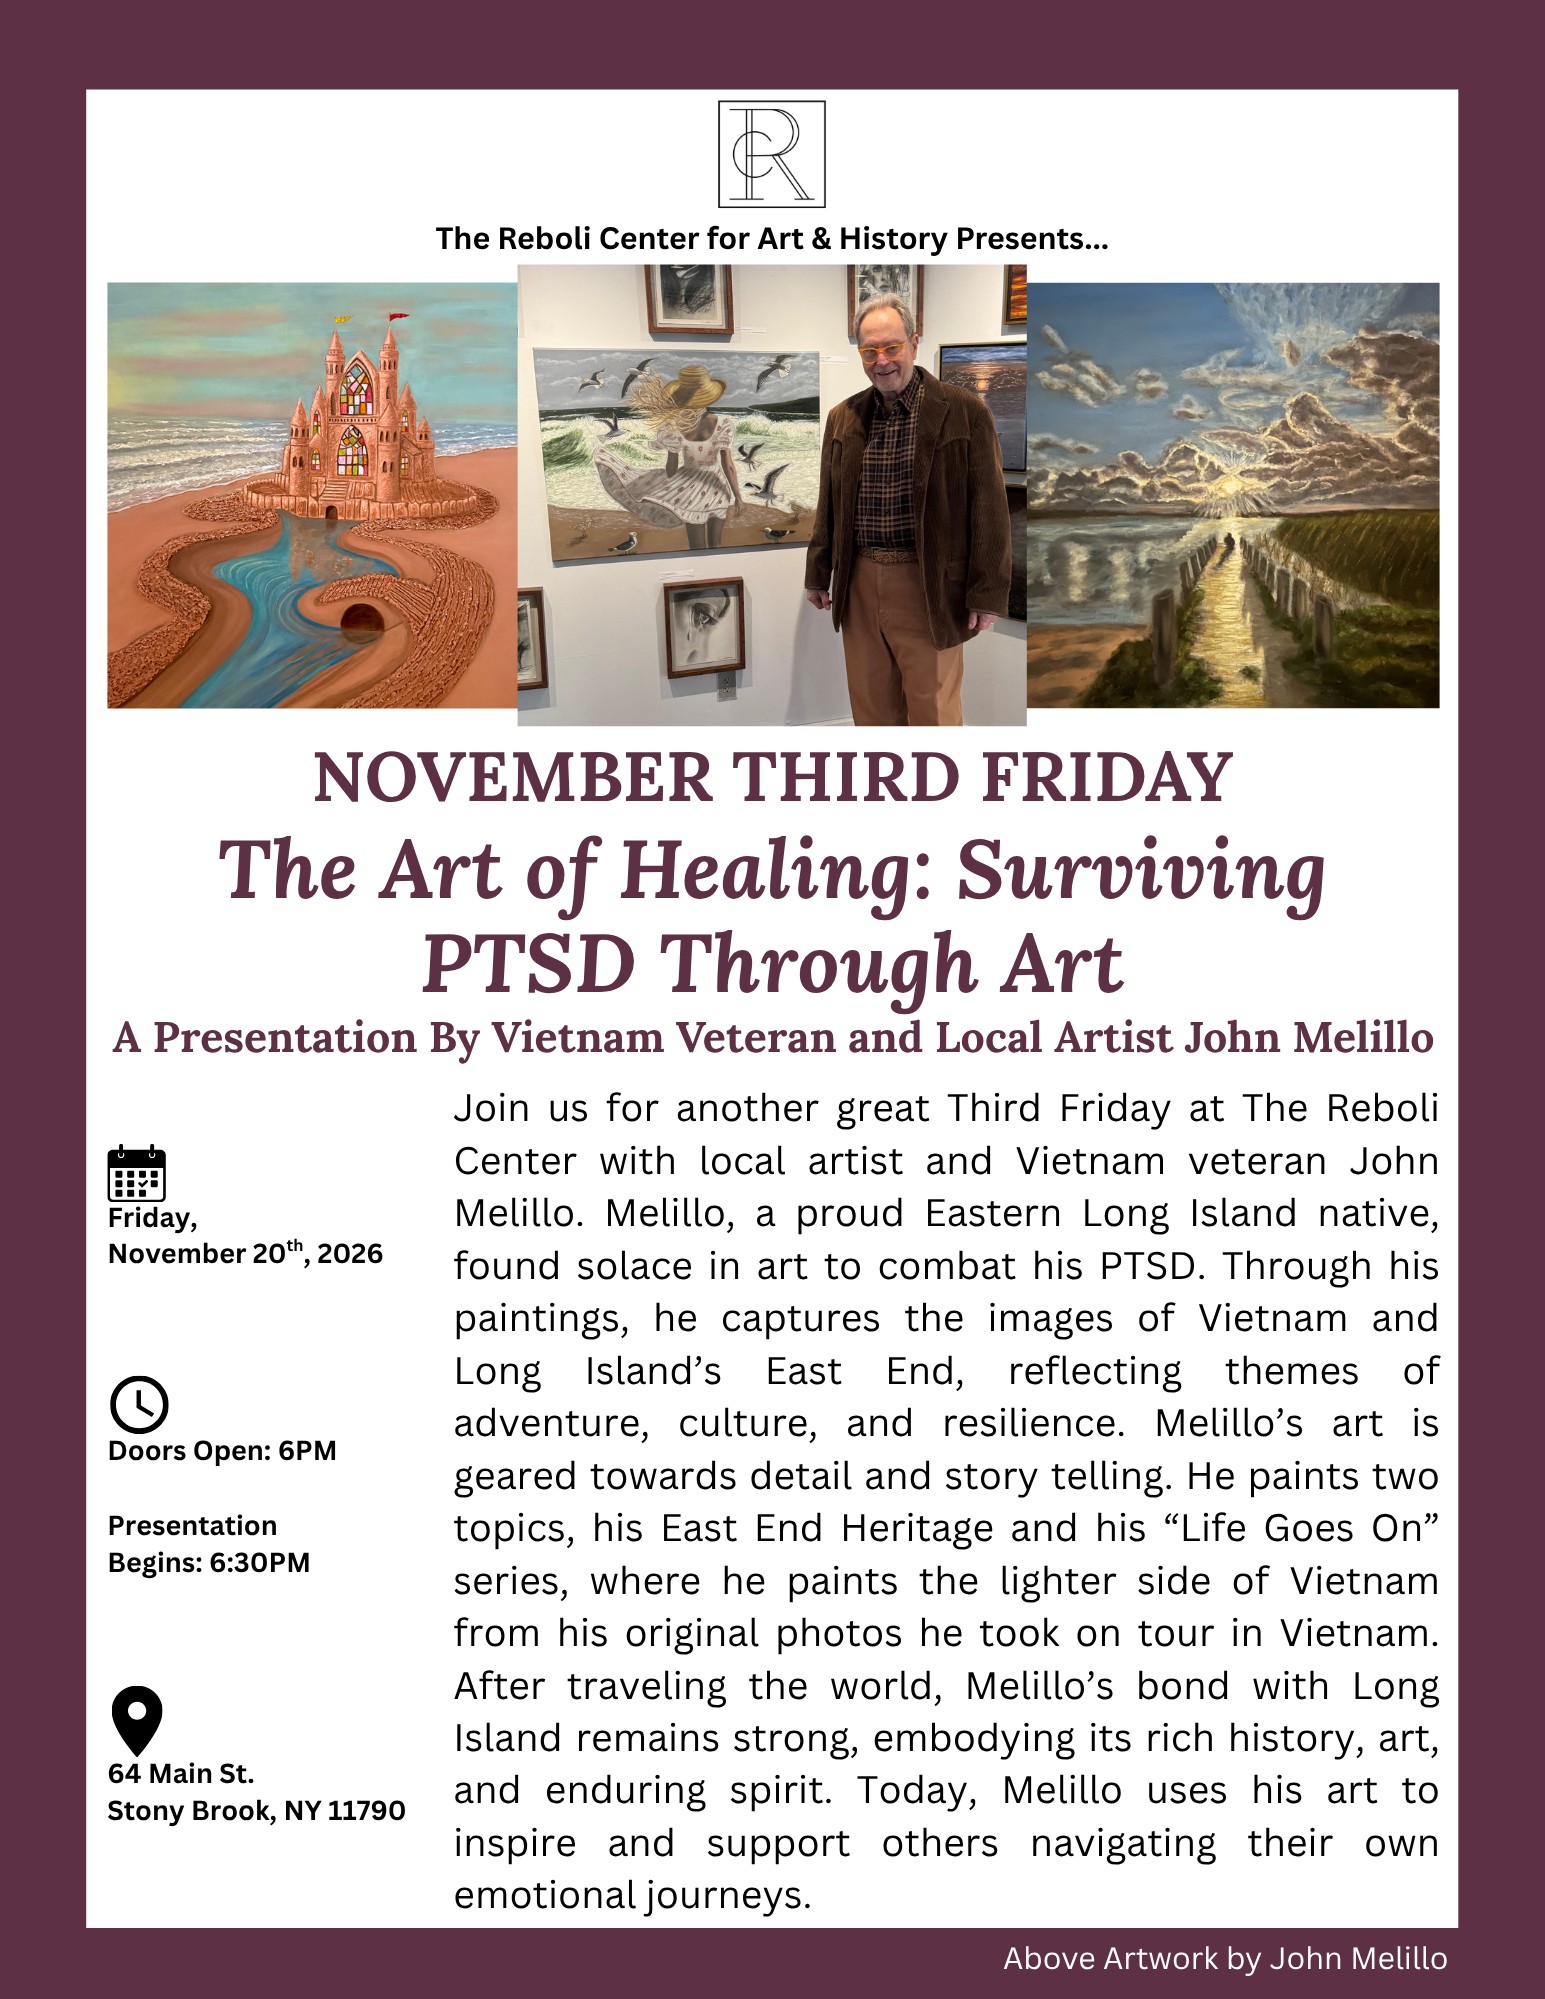 The Reboli Center for Art & History Presents...
NOVEMBER THIRD FRIDAY
The Art of Healing: Surviving
PTSD Through Art
A Presentation By Vietnam Veteran and Local Artist John Melillo
Friday,
November 20th, 2026
Doors Open: 6PM
Presentation
Begins: 6:30PM
64 Main St.
Stony Brook, NY 11790
Join us for another great Third Friday at The Reboli
Center with local artist and Vietnam veteran John
Melillo. Melillo, a proud Eastern Long Island native,
found solace in art to combat his PTSD. Through his
paintings, he captures the images of Vietnam and
Long Island’s East End, reflecting themes of
adventure, culture, and resilience. Melillo’s art is
geared towards detail and story telling. He paints two
topics, his East End Heritage and his “Life Goes On”
series, where he paints the lighter side of Vietnam
from his original photos he took on tour in Vietnam.
After traveling the world, Melillo’s bond with Long
Island remains strong, embodying its rich history, art,
and enduring spirit. Today, Melillo uses his art to
inspire and support others navigating their own
emotional journeys.
Above Artwork by John Melillo